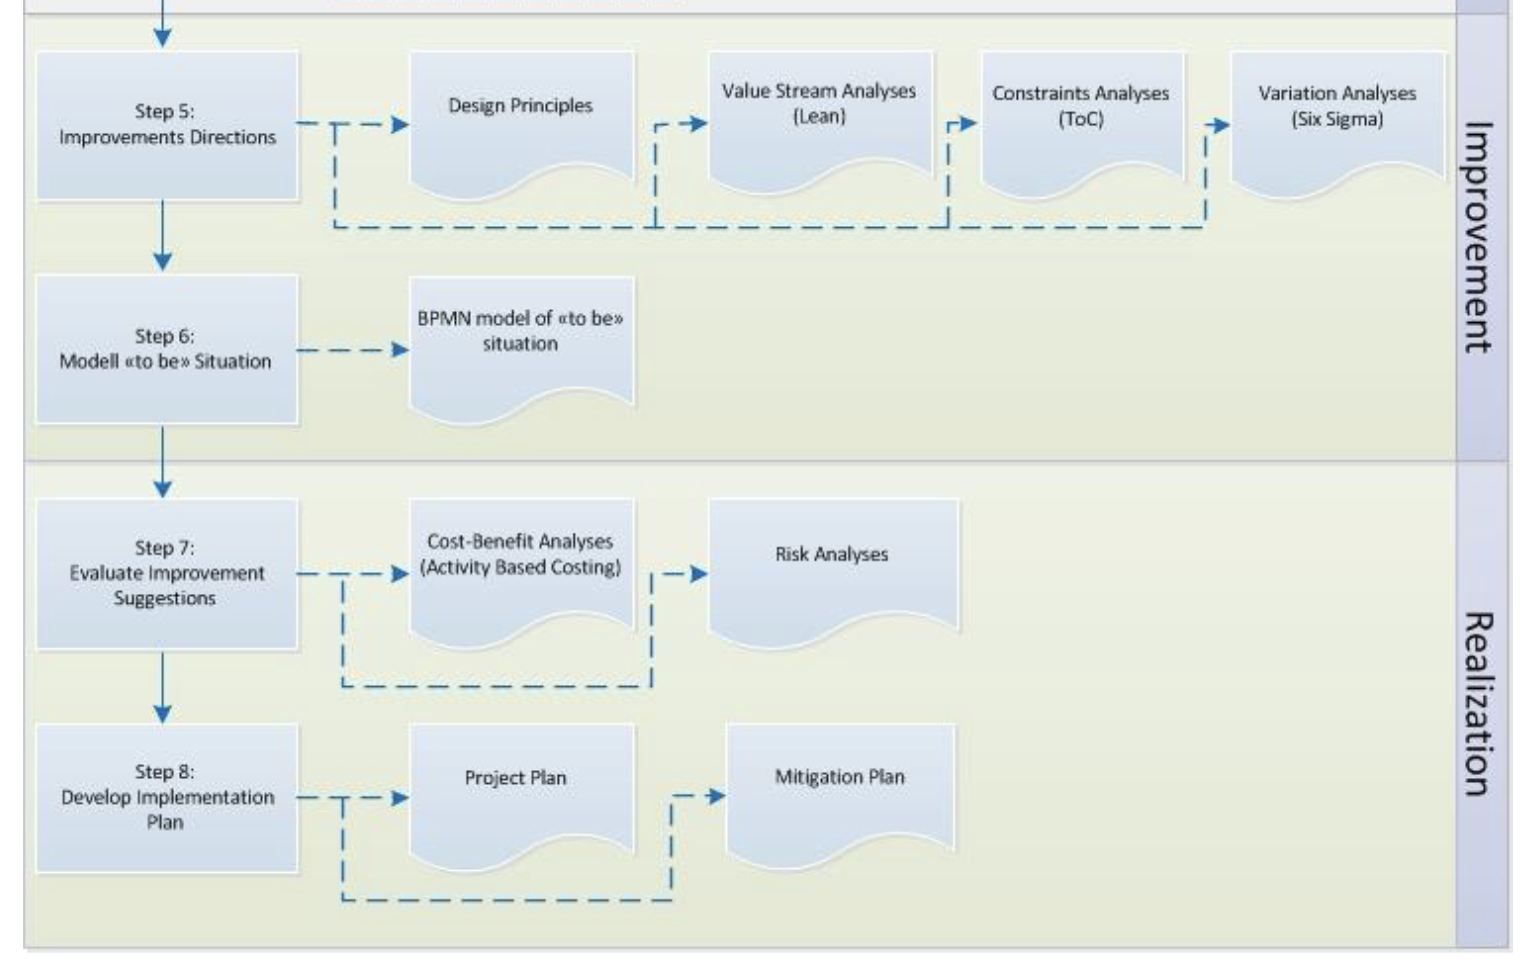 Step 5:
Improvements Directions
Design Principles
Value Stream Analyses
(Lean)
Constraints Analyses
(ToC)
Variation Analyses
(Six Sigma)
Improvement
Step 6:
Modell «to be» Situation
BPMN model of «to be»
situation
Step 7:
Evaluate Improvement
Suggestions
Cost-Benefit Analyses
(Activity Based Costing)
Risk Analyses
Realization
Step 8:
Develop Implementation
Plan
Project Plan
Mitigation Plan